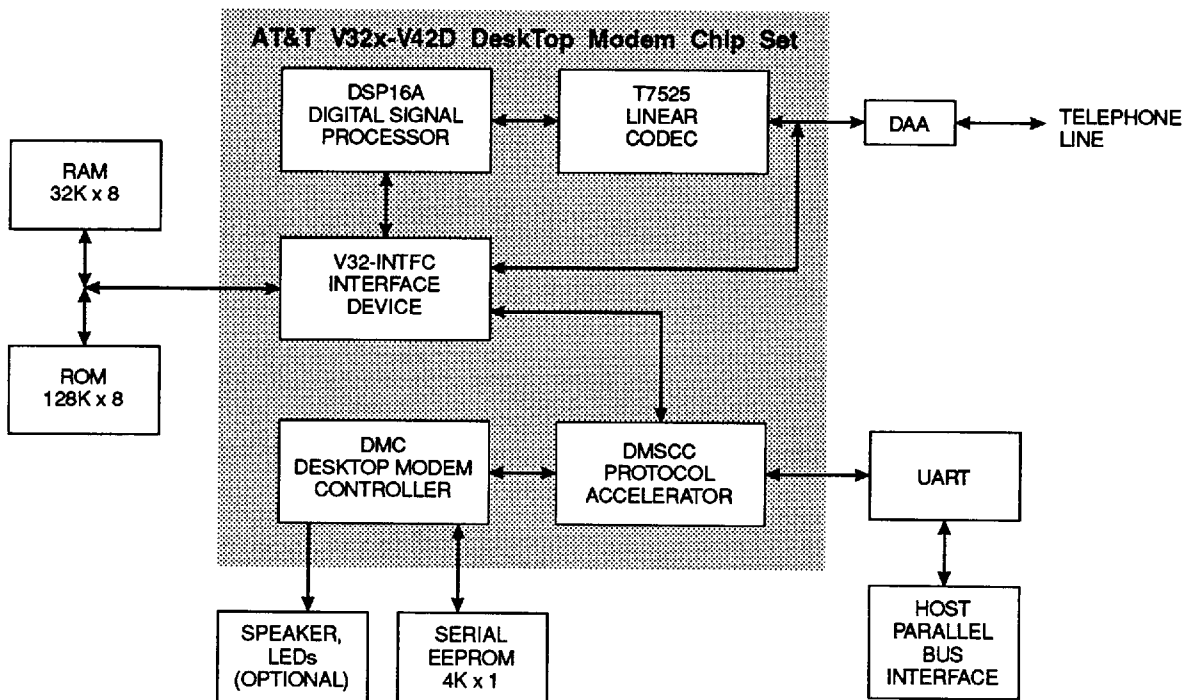 AT&T V32x-V42D DeskTop Modem Chip Set
DSP16A
DIGITAL SIGNAL
PROCESSOR
T7525
LINEAR
CODEC
DAA
TELEPHONE
LINE
RAM
32K x 8
V32-INTFC
INTERFACE
DEVICE
ROM
128K x 8
DMC
DESKTOP MODEM
CONTROLLER
DMSCC
PROTOCOL
ACCELERATOR
UART
SPEAKER,
LEDs
(OPTIONAL)
SERIAL
EEPROM
4K x 1
HOST
PARALLEL
BUS
INTERFACE